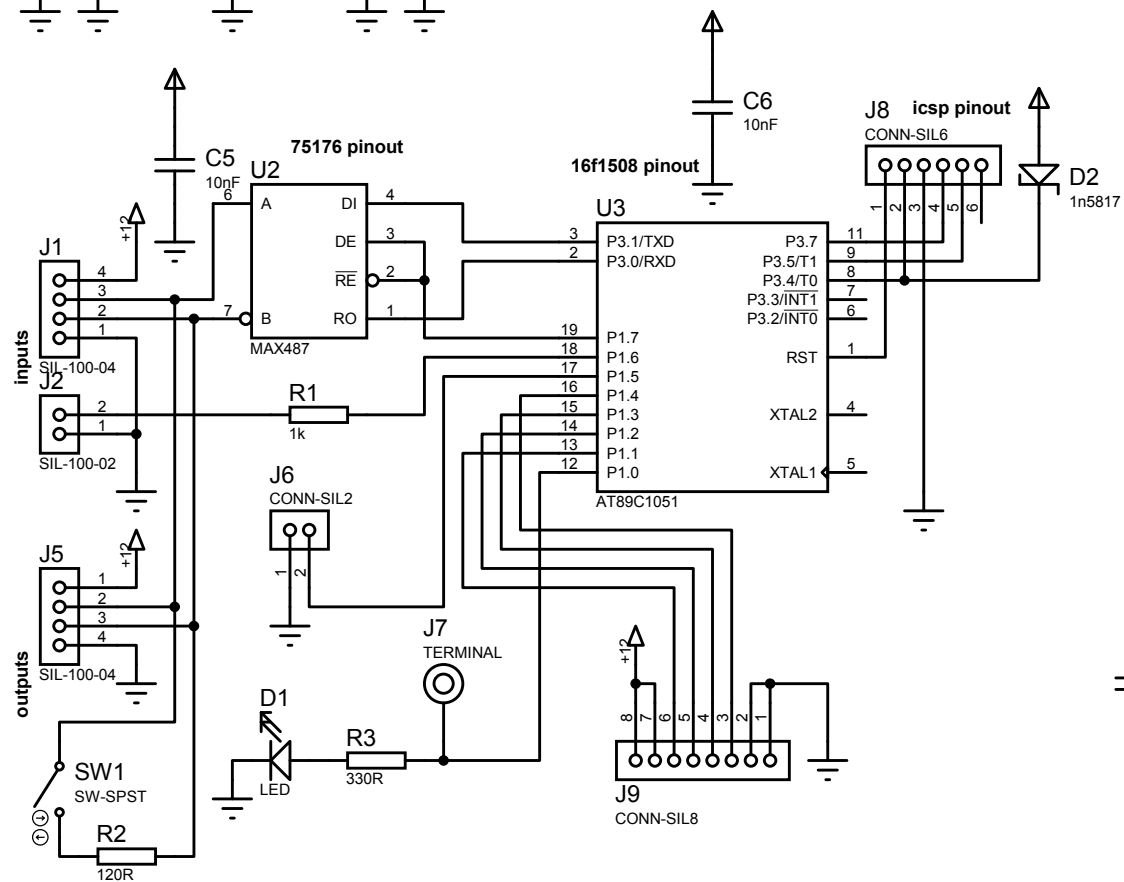 C6
10nF
J8
icsp pinout
CONN-SIL6
1
2
3
4
5
6
D2
1n5817
C5
10nF
75176 pinout
U2
MAX487
6
A
7
B
DI
4
DE
3
RE
2
RO
1
16f1508 pinout
U3
AT89C1051
3
P3.1/TXD
2
P3.0/RXD
19
P1.7
18
P1.6
17
P1.5
16
P1.4
15
P1.3
14
P1.2
13
P1.1
12
P1.0
P3.7
11
P3.5/T1
9
P3.4/T0
8
P3.3/INT1
7
P3.2/INT0
6
RST
1
XTAL2
4
XTAL1
5
+12
J1
4
3
2
1
SIL-100-04
inputs
J2
2
1
SIL-100-02
R1
1k
J6
CONN-SIL2
1
2
+12
J5
1
2
3
4
SIL-100-04
outputs
J7
TERMINAL
D1
LED
R3
330R
SW1
SW-SPST
R2
120R
+12
8
7
6
5
4
3
2
1
J9
CONN-SIL8